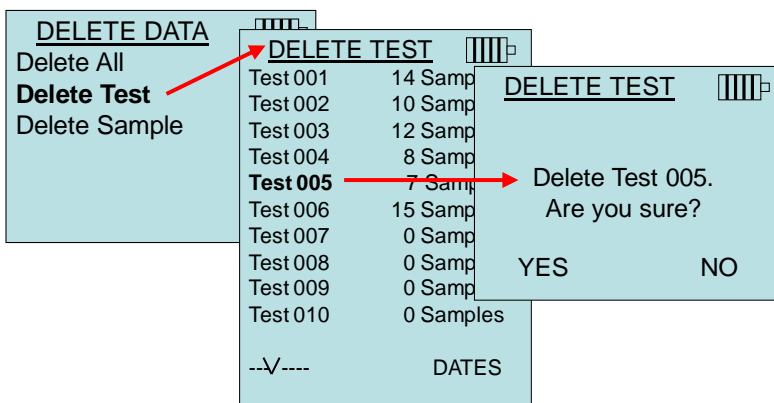 DELETE DATA
Delete All
Delete Test
Delete Sample
DELETE TEST
Test 001 14 Samp
Test 002 10 Samp
Test 003 12 Samp
Test 004 8 Samp
Test 005 7 Samp
Test 006 15 Samp
Test 007 0 Samp
Test 008 0 Samp
Test 009 0 Samp
Test 010 0 Samples
--\/---- DATES
DELETE TEST
Delete Test 005.
Are you sure?
YES NO